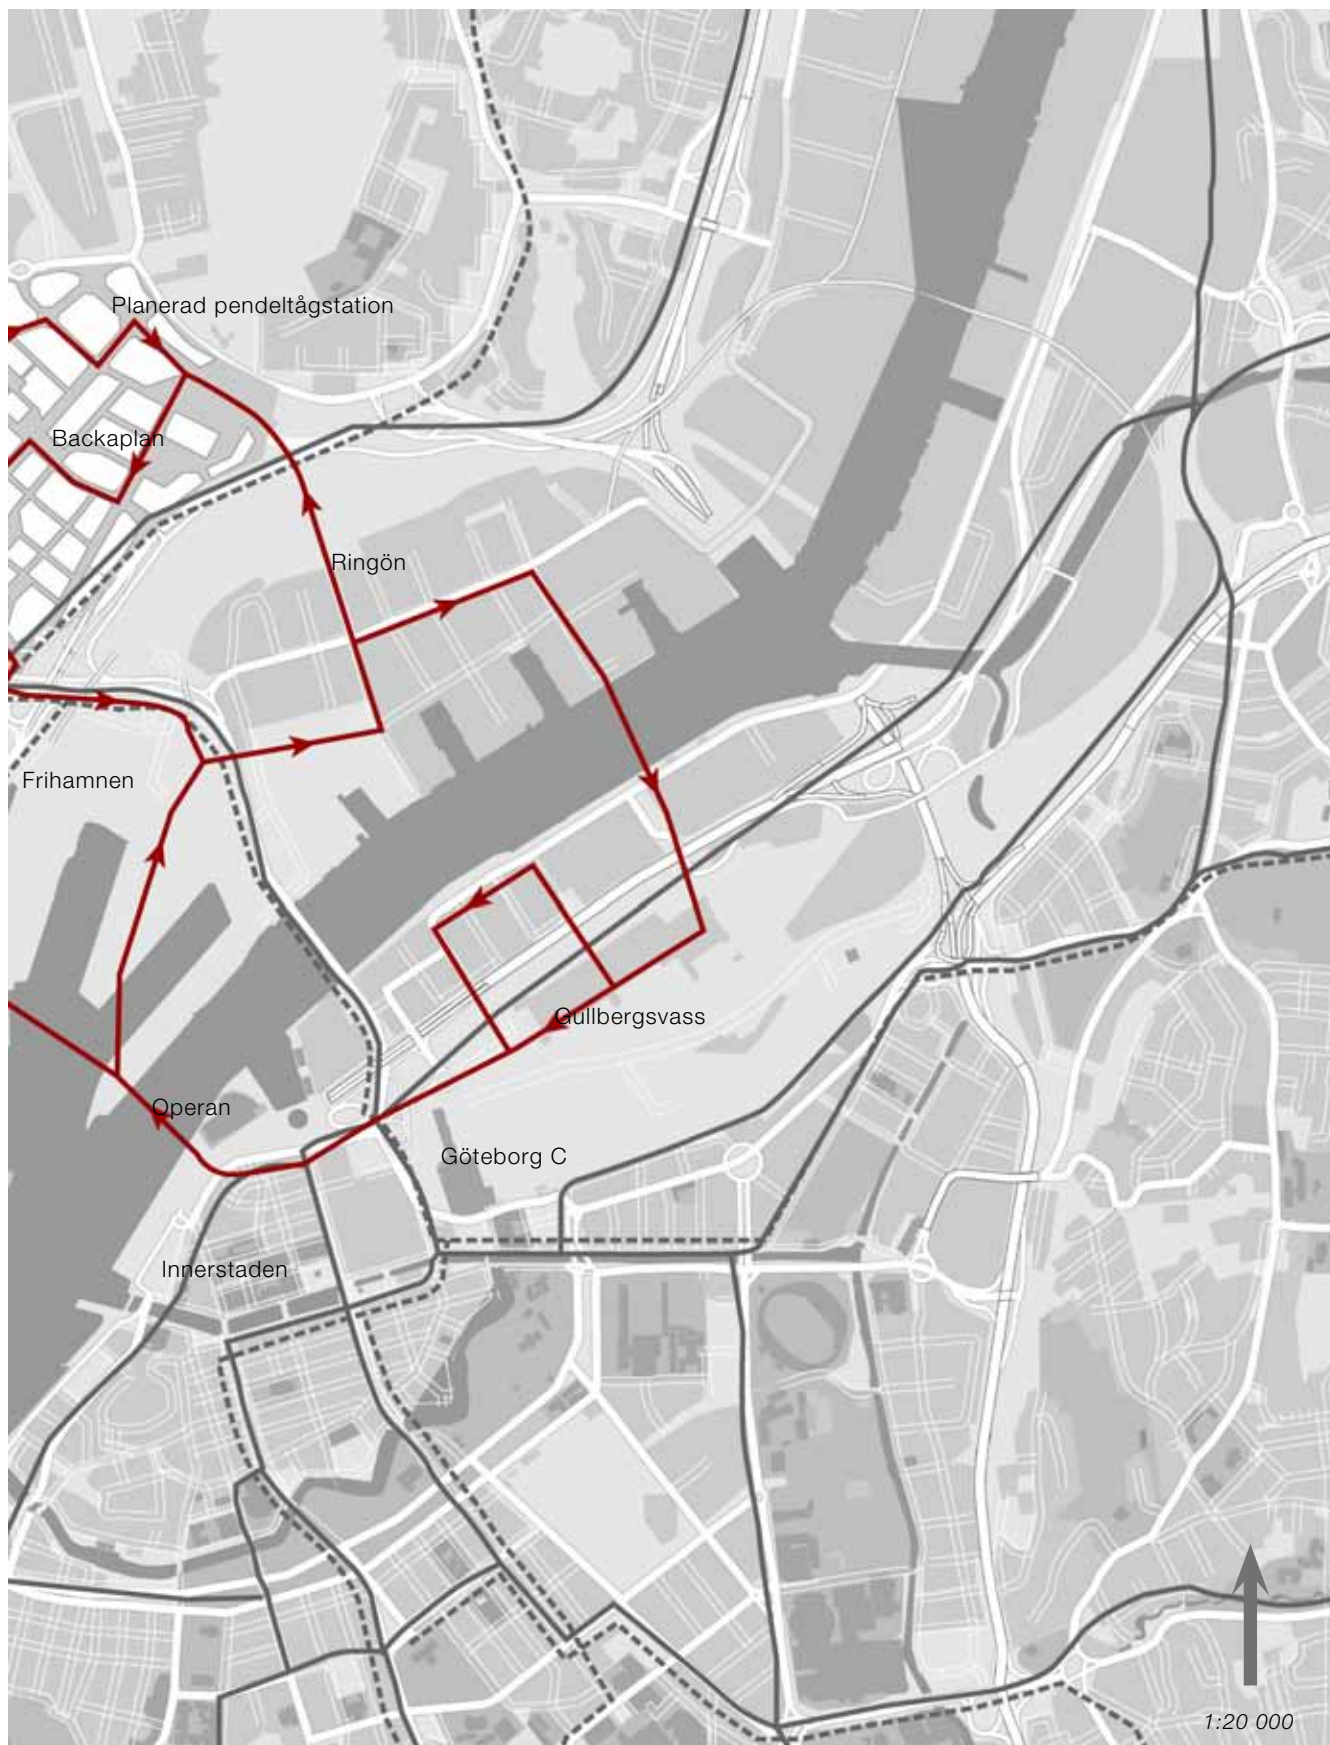 Planerad pendeltågstation
Backaplan
Ringön
Frihamnen
Gullbergsvass
Operan
Göteborg C
Innerstaden
1:20 000